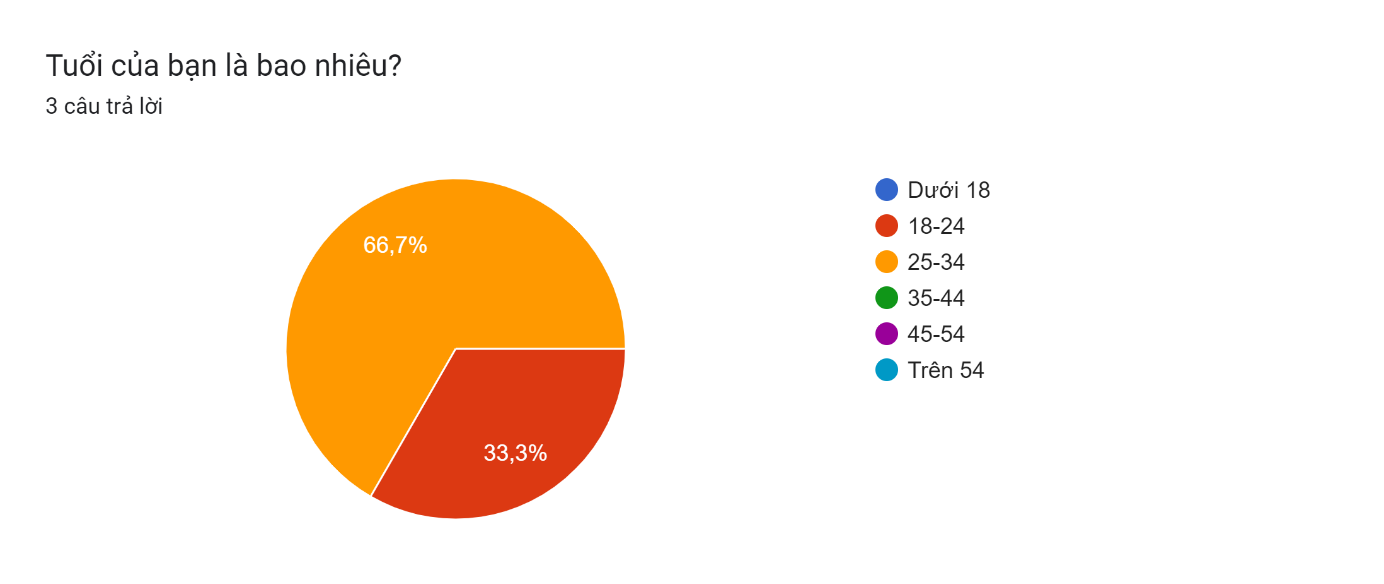 Tuổi của bạn là bao nhiêu?
3 câu trả lời
66,7%
33,3%
Dưới 18
18-24
25-34
35-44
45-54
Trên 54